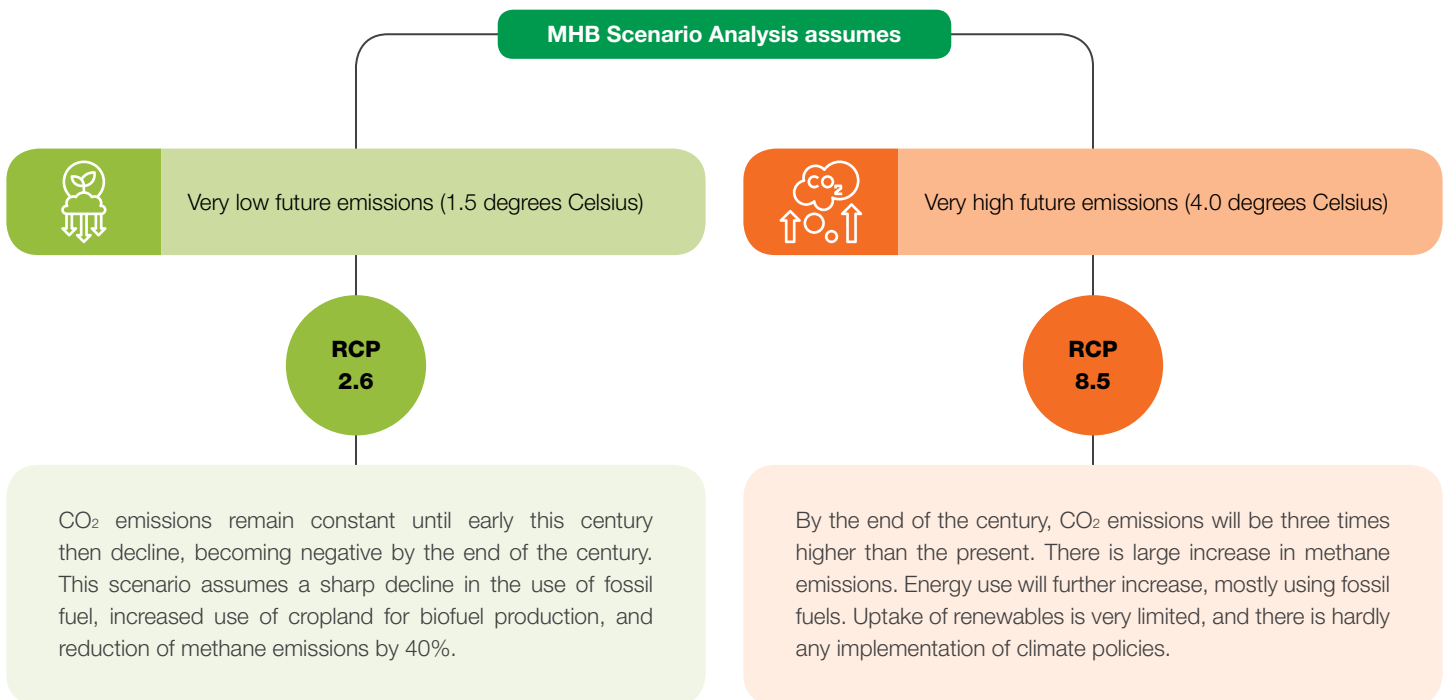 MHB Scenario Analysis assumes
Very low future emissions (1.5 degrees Celsius)
RCP
2.6
CO₂ emissions remain constant until early this century
then decline, becoming negative by the end of the century.
This scenario assumes a sharp decline in the use of fossil
fuel, increased use of cropland for biofuel production, and
reduction of methane emissions by 40%.
CO₂
Very high future emissions (4.0 degrees Celsius)
RCP
8.5
By the end of the century, CO₂ emissions will be three times
higher than the present. There is large increase in methane
emissions. Energy use will further increase, mostly using fossil
fuels. Uptake of renewables is very limited, and there is hardly
any implementation of climate policies.